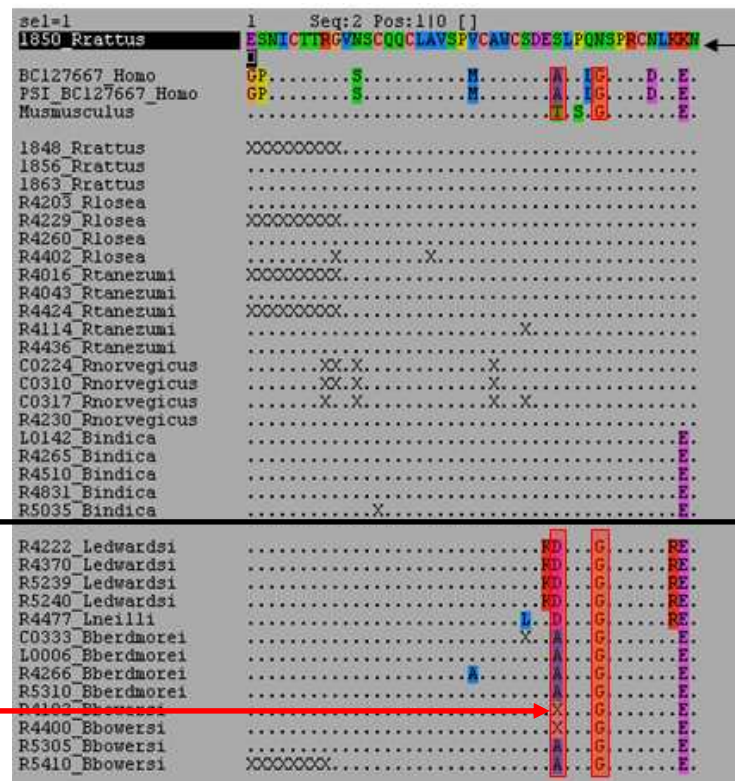 sel=1 1 Seq:2 Pos:1|0 []
1850_Rrattus ESNICTTRGVNSCQQCLAVSPVCAWCSDESLPQNSPRCNLKKN
BC127667_Homo GP........S..........M.......A..LG....D..E.
PSI_BC127667_Homo GP........S..........M.......A..LG....D..E.
Musmusculus .............................T.S.G.......E.
1848_Rrattus XXXXXXXXX..................................
1856_Rrattus ...........................................
1863_Rrattus ...........................................
R4203_Rlosea ...........................................
R4229_Rlosea XXXXXXXXX..................................
R4260_Rlosea ...........................................
R4402_Rlosea ........X........X.........................
R4016_Rtanezumi XXXXXXXXX..................................
R4043_Rtanezumi ...........................................
R4424_Rtanezumi XXXXXXXXX..................................
R4114_Rtanezumi ..........................X................
R4436_Rtanezumi ...........................................
C0224_Rnorvegicus .......XX.X............X...................
C0310_Rnorvegicus .......XX.X............X...................
C0317_Rnorvegicus .......XX.X............X..X................
R4230_Rnorvegicus ...........................................
L0142_Bindica .........................................E.
R4265_Bindica .........................................E.
R4510_Bindica .........................................E.
R4831_Bindica .........................................E.
R5035_Bindica ............X............................E.
R4222_Ledwardsi ............................KD...G......RE.
R4370_Ledwardsi ............................KD...G......RE.
R5239_Ledwardsi ............................KD...G......RE.
R5240_Ledwardsi ............................KD...G......RE.
R4477_Lneilli ..........................L..D...G......RE.
C0333_Bberdmorei ..........................X..A...G.......E.
L0006_Bberdmorei .............................A...G.......E.
R4266_Bberdmorei .....................A.......A...G.......E.
R5310_Bberdmorei .............................A...G.......E.
.............................X...G.......E.
R4400_Bbowersi .............................X...G.......E.
R5305_Bbowersi .............................A...G.......E.
R5410_Bbowersi XXXXXXXX.....................A...G.......E.